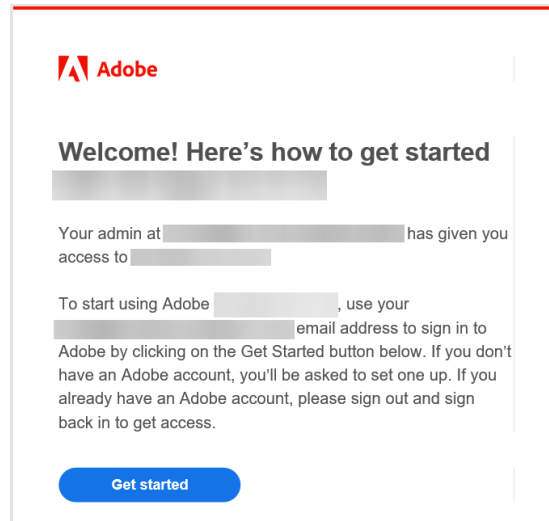 Adobe
Welcome! Here's how to get started
Your admin at has given you
access to
To start using Adobe , use your
email address to sign in to
Adobe by clicking on the Get Started button below. If you don't
have an Adobe account, you'll be asked to set one up. If you
already have an Adobe account, please sign out and sign
back in to get access.
Get started